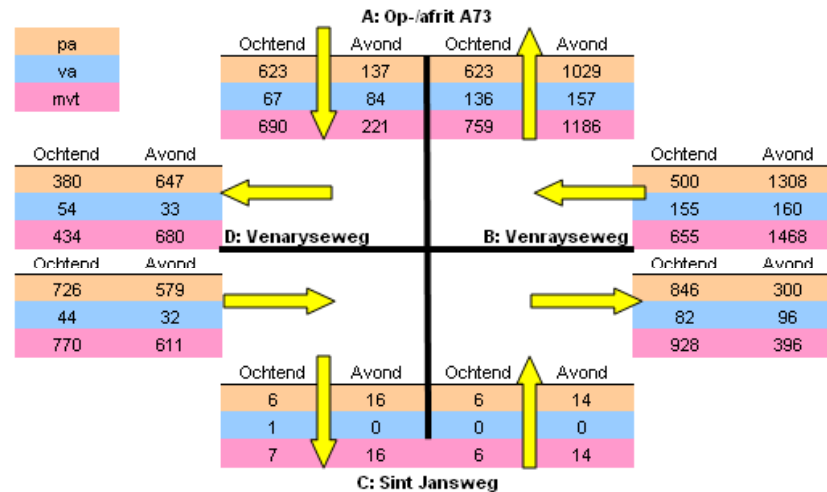 A: Op-/afrit A73
pa
va
mvt
Ochtend Avond Ochtend Avond
623 137 623 1029
67 84 136 157
690 221 759 1186
Ochtend Avond
380 647
54 33
434 680
Ochtend Avond
500 1308
155 160
655 1468
D: Venaryseweg
B: Venrayseweg
Ochtend Avond
726 579
44 32
770 611
Ochtend Avond
846 300
82 96
928 396
Ochtend Avond Ochtend Avond
6 16 6 14
1 0 0 0
7 16 6 14
C: Sint Jansweg